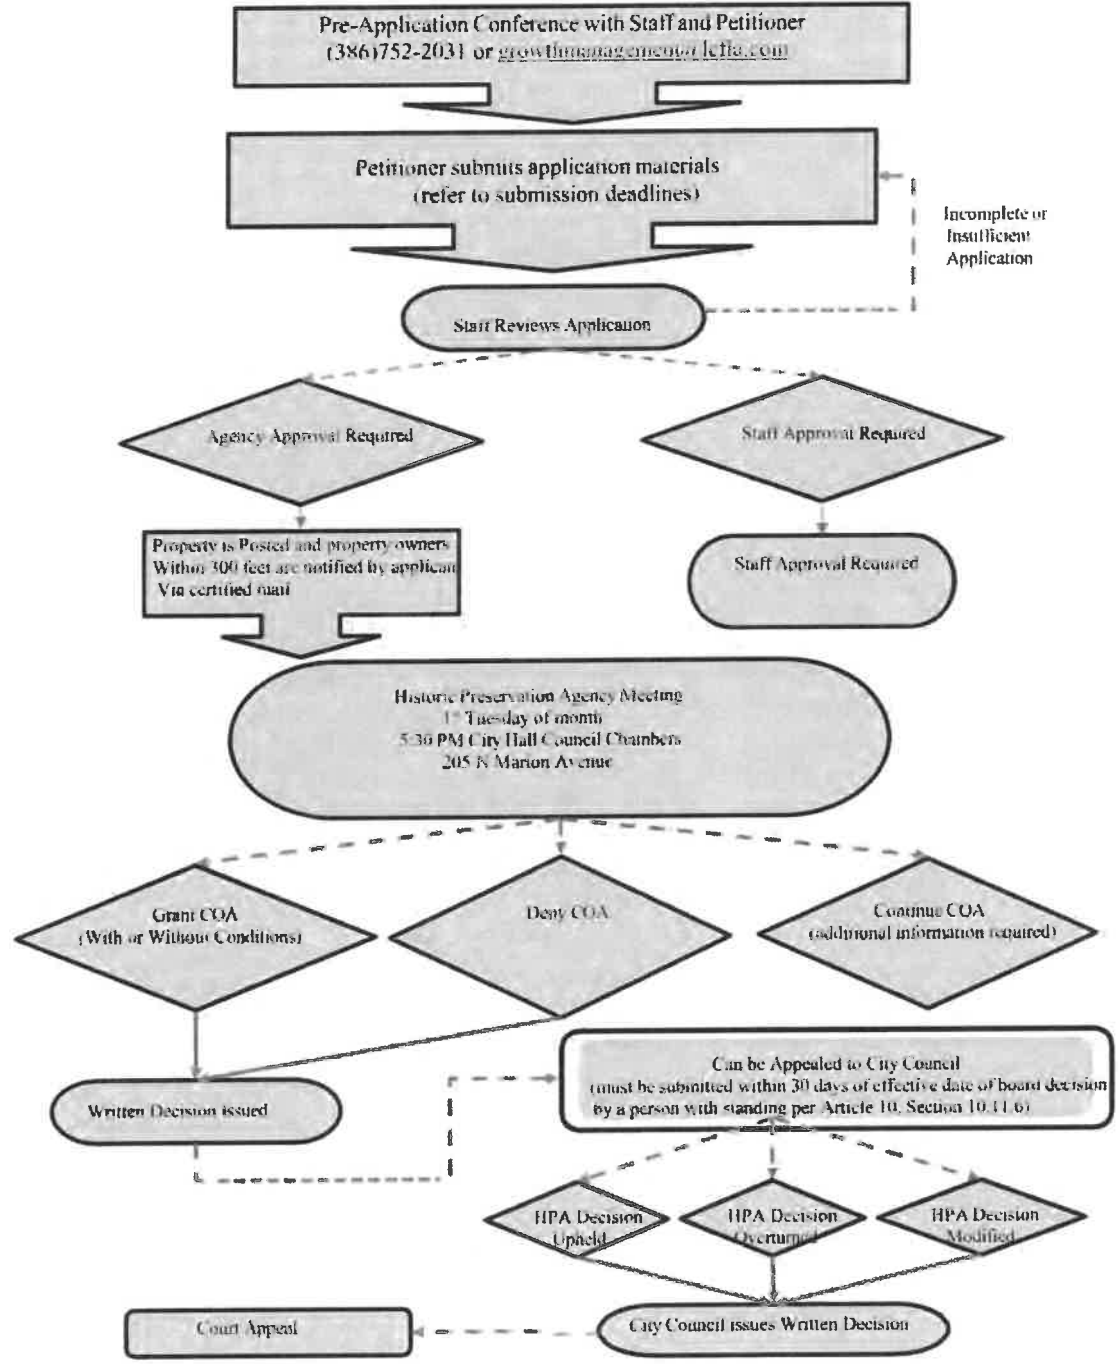 Pre-Application Conference with Staff and Petitioner
(386)752-2031 or growthmanagement@lcfla.com
Petitioner submits application materials
(refer to submission deadlines)
Incomplete or
Insufficient
Application
Staff Reviews Application
Agency Approval Required
Staff Approval Required
Property is Posted and property owners
Within 300 feet are notified by applican
Via certified mail
Staff Approval Required
Historic Preservation Agency Meeting
Tuesday of month
5:30 PM City Hall Council Chambers
205 N Marion Avenue
Grant COA
(With or Without Conditions)
Deny COA
Continue COA
(additional information required)
Can be Appealed to City Council
(must be submitted within 30 days of effective date of board decision
by a person with standing per Article 10, Section 10.11.6)
Written Decision issued
HPA Decision
Upheld
HPA Decision
Overturned
HPA Decision
Modified
Court Appeal
City Council issues Written Decision